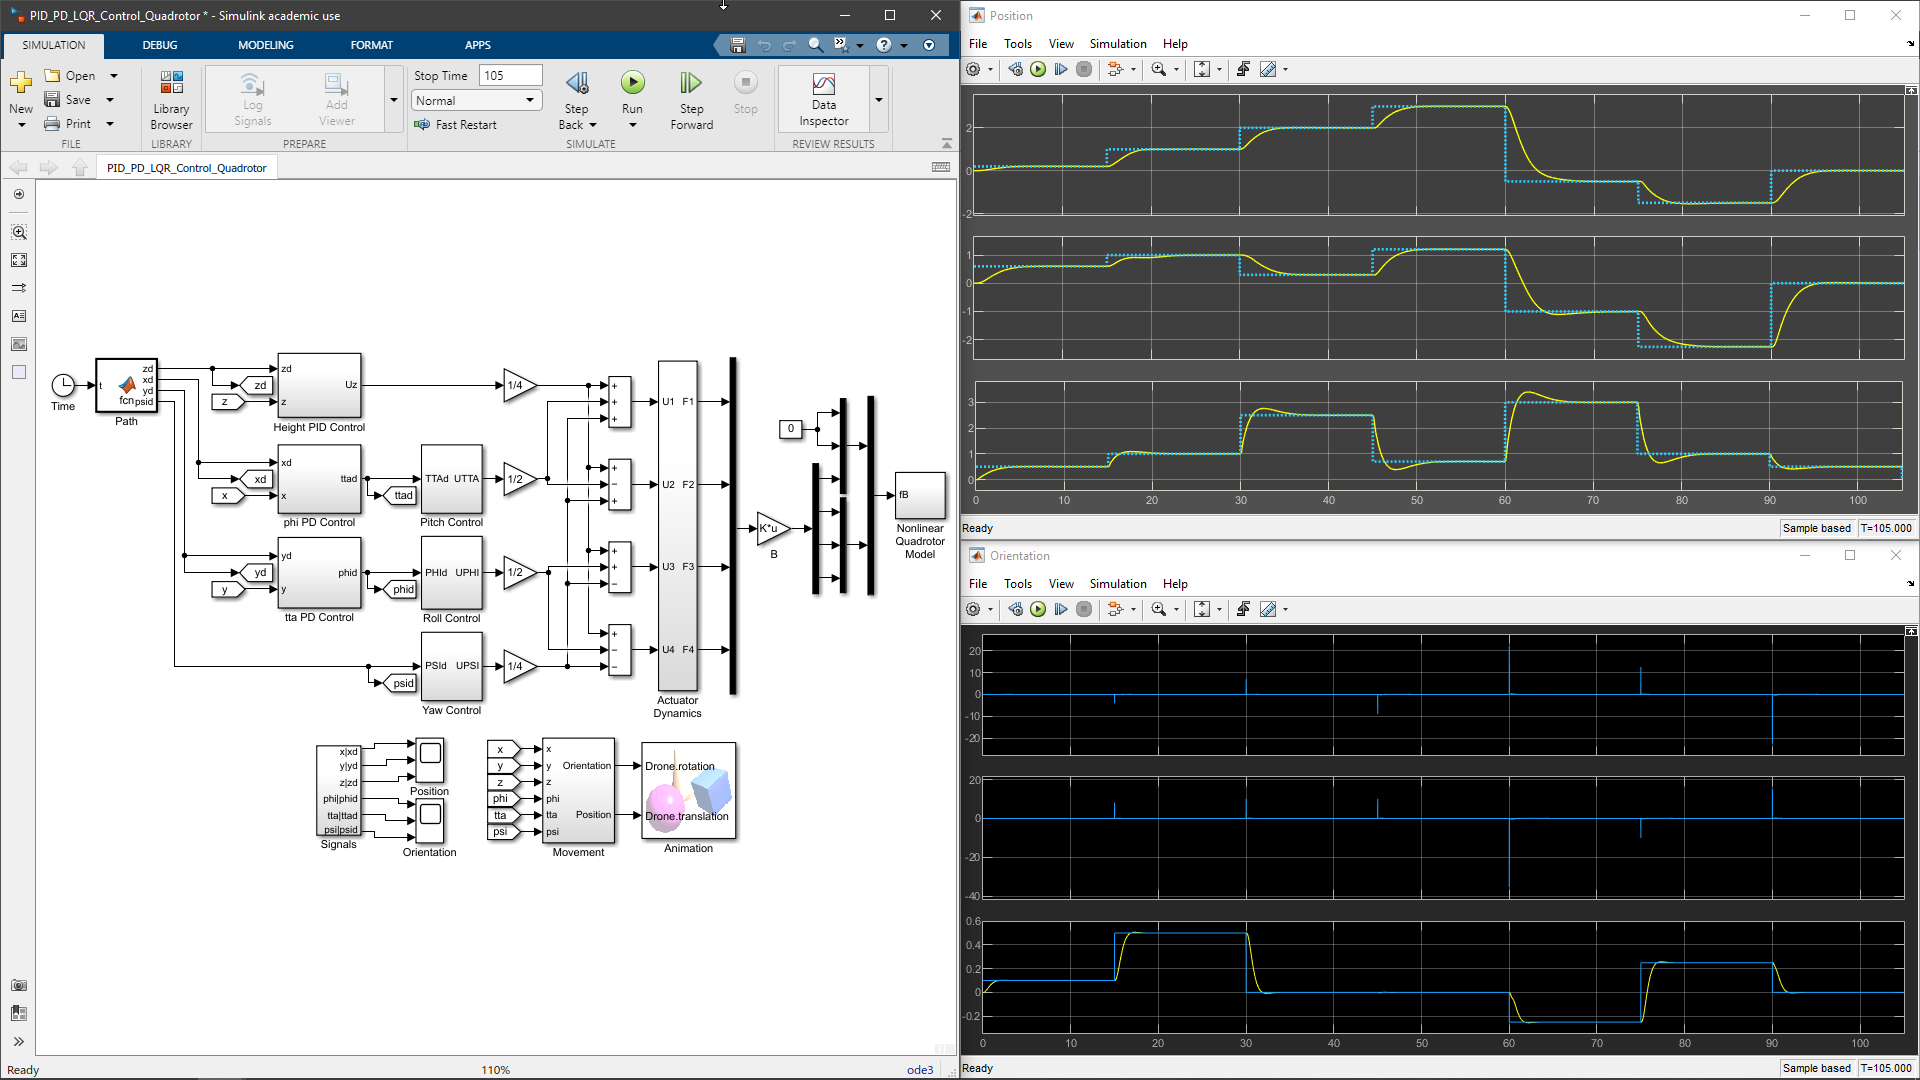 PID_PD_LQR_Control_Quadrotor * - Simulink academic use
SIMULATION DEBUG MODELING FORMAT APPS
New
Open
Save
Print
FILE
Library Browser
LIBRARY
Log Signals
Add Viewer
PREPARE
Stop Time 105
Normal
Fast Restart
Step Back
Run
Step Forward
Stop
SIMULATE
Data Inspector
REVIEW RESULTS
PID_PD_LQR_Control_Quadrotor
Time
t
fcn
zd
xd
yd
psid
Path
zd
z
zd
z
Uz
Height PID Control
1/4
xd
x
xd
x
ttad
phi PD Control
ttad
TTAd UTTA
Pitch Control
1/2
yd
y
yd
y
phid
tta PD Control
phid
PHId UPHI
Roll Control
1/2
psid
PSId UPSI
Yaw Control
1/4
+
+
+
+
−
+
+
+
−
+
−
−
U1 F1
U2 F2
U3 F3
U4 F4
Actuator
Dynamics
K*u
B
0
fB
Nonlinear
Quadrotor
Model
x|xd
y|yd
z|zd
phi|phid
tta|ttad
psi|psid
Signals
Position
Orientation
x
y
z
phi
tta
psi
x
y
z
phi
tta
psi
Orientation
Position
Movement
Drone.rotation
Drone.translation
Animation
Ready 110% ode3
Position
File Tools View Simulation Help
2
0
-2
1
0
-1
-2
3
2
1
0
0 10 20 30 40 50 60 70 80 90 100
Ready Sample based T=105.000
Orientation
File Tools View Simulation Help
20
10
0
-10
-20
20
0
-20
-40
0.6
0.4
0.2
0
-0.2
0 10 20 30 40 50 60 70 80 90 100
Ready Sample based T=105.000